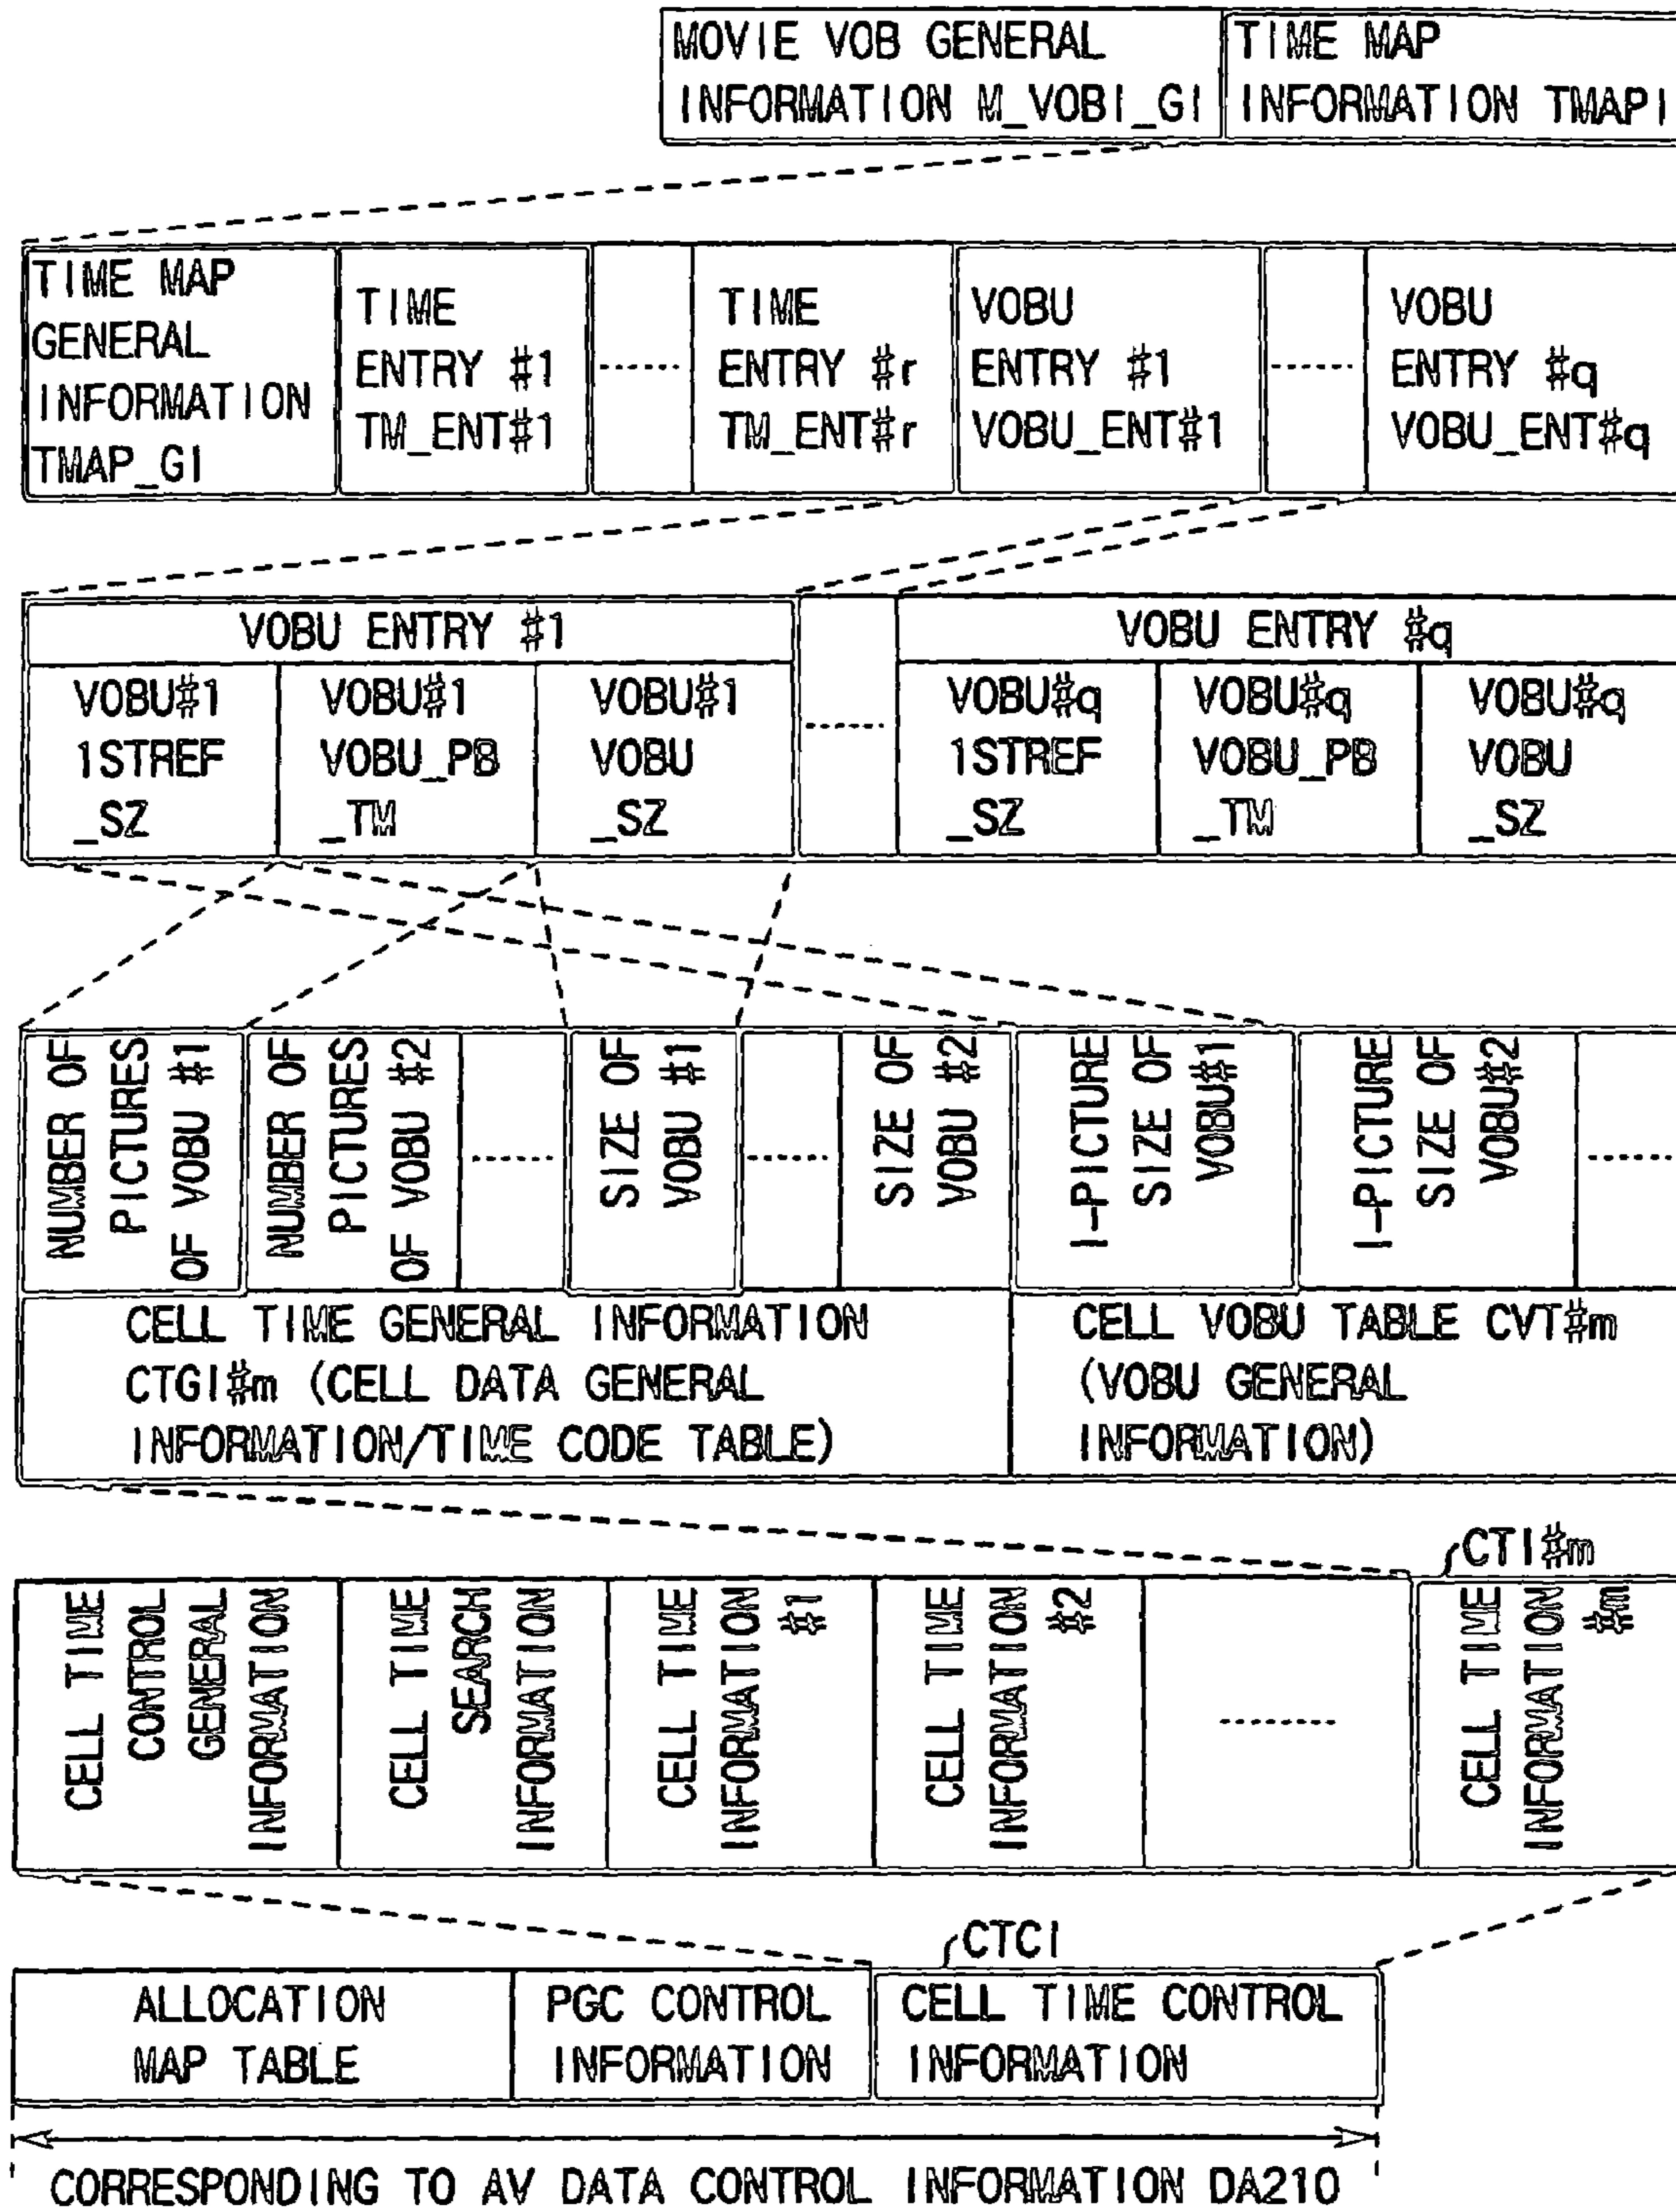 MOVIE VOB GENERAL
INFORMATION M_VOBI_GI
TIME MAP
INFORMATION TMAPI
TIME MAP
GENERAL
INFORMATION
TMAP_GI
TIME
ENTRY #1
TM_ENT#1
TIME
ENTRY #r
TM_ENT#r
VOBU
ENTRY #1
VOBU_ENT#1
VOBU
ENTRY #q
VOBU_ENT#q
VOBU ENTRY #1
VOBU#1
1STREF
_SZ
VOBU#1
VOBU_PB
_TM
VOBU#1
VOBU
_SZ
VOBU ENTRY #q
VOBU#q
1STREF
_SZ
VOBU#q
VOBU_PB
_TM
VOBU#q
VOBU
_SZ
NUMBER OF
PICTURES
OF VOBU #1
NUMBER OF
PICTURES
OF VOBU #2
SIZE OF
VOBU #1
SIZE OF
VOBU #2
I-PICTURE
SIZE OF
VOBU#1
I-PICTURE
SIZE OF
VOBU#2
CELL TIME GENERAL INFORMATION
CTGI#m (CELL DATA GENERAL
INFORMATION/TIME CODE TABLE)
CELL VOBU TABLE CVT#m
(VOBU GENERAL
INFORMATION)
CTI#m
CELL TIME
CONTROL
GENERAL
INFORMATION
CELL TIME
SEARCH
INFORMATION
CELL TIME
INFORMATION
#1
CELL TIME
INFORMATION
#2
CELL TIME
INFORMATION
#m
CTCI
ALLOCATION
MAP TABLE
PGC CONTROL
INFORMATION
CELL TIME CONTROL
INFORMATION
CORRESPONDING TO AV DATA CONTROL INFORMATION DA210